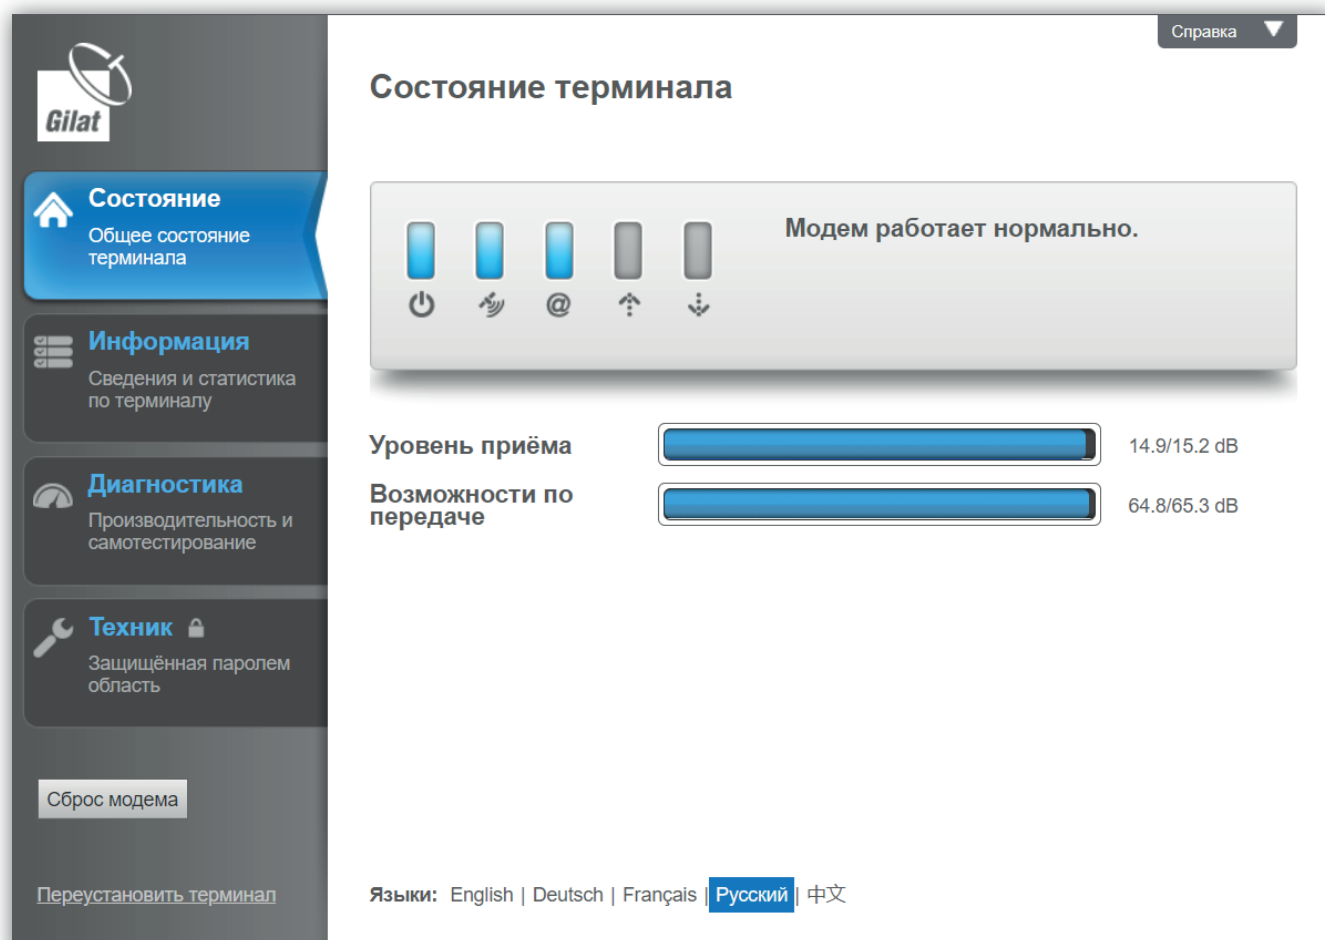 Справка
Gilat
Состояние терминала
Состояние
Общее состояние
терминала
Модем работает нормально.
@
Информация
Сведения и статистика
по терминалу
Уровень приёма
14.9/15.2 dB
Возможности по
передаче
64.8/65.3 dB
Диагностика
Производительность и
самотестирование
Техник
Защищённая паролем
область
Сброс модема
Переустановить терминал
Языки: English | Deutsch | Français | Русский | 中文